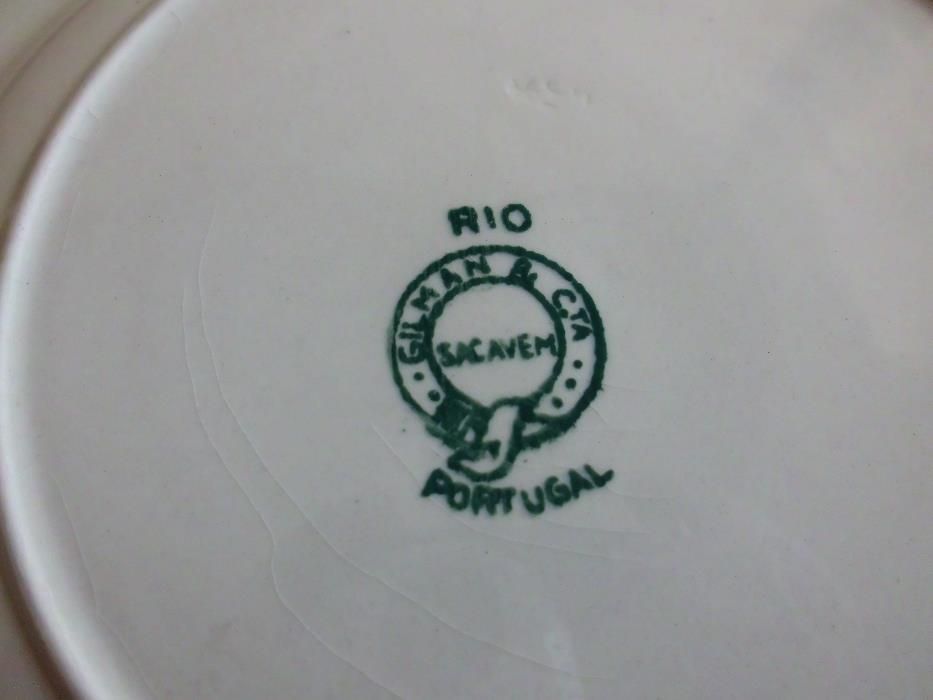 RIO
GILMAN & CTA
SACAVEM
PORTUGAL